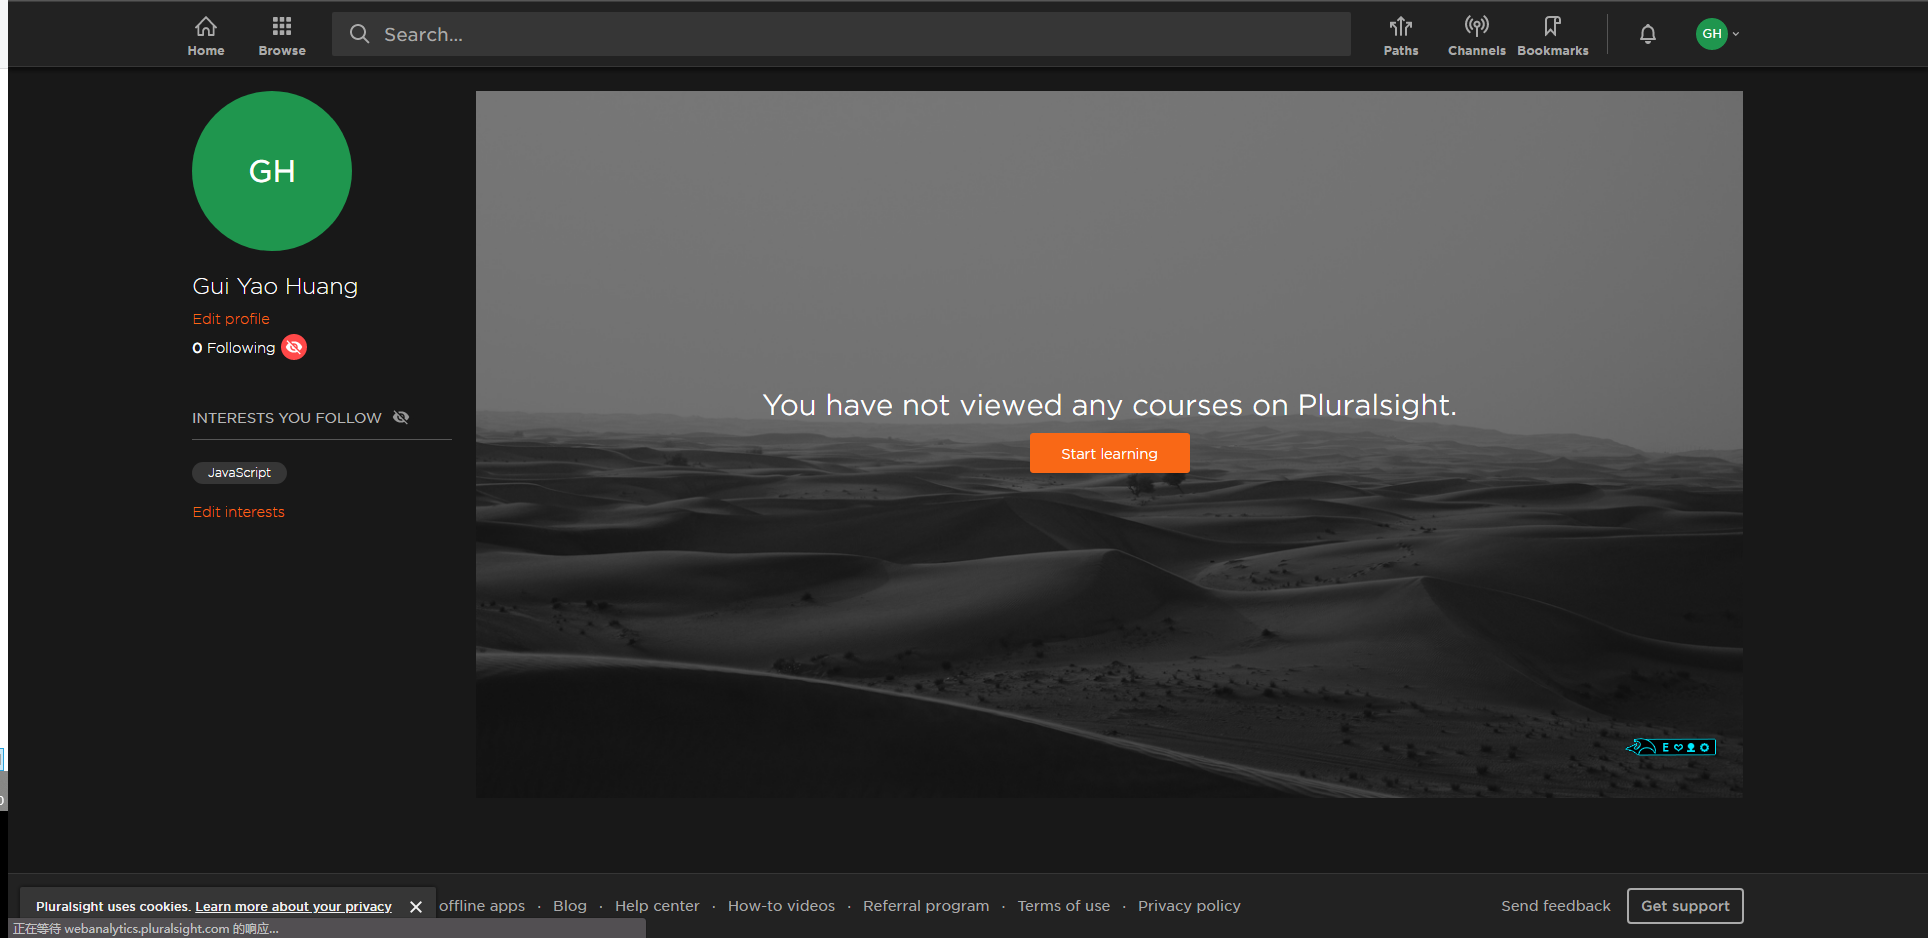 Home
Browse
Search...
Paths
Channels
Bookmarks
GH
GH
Gui Yao Huang
Edit profile
0 Following
INTERESTS YOU FOLLOW
JavaScript
Edit interests
You have not viewed any courses on Pluralsight.
Start learning
E
Pluralsight uses cookies. Learn more about your privacy
offline apps · Blog · Help center · How-to videos · Referral program · Terms of use · Privacy policy
Send feedback
Get support
正在等待 webanalytics.pluralsight.com 的响应...